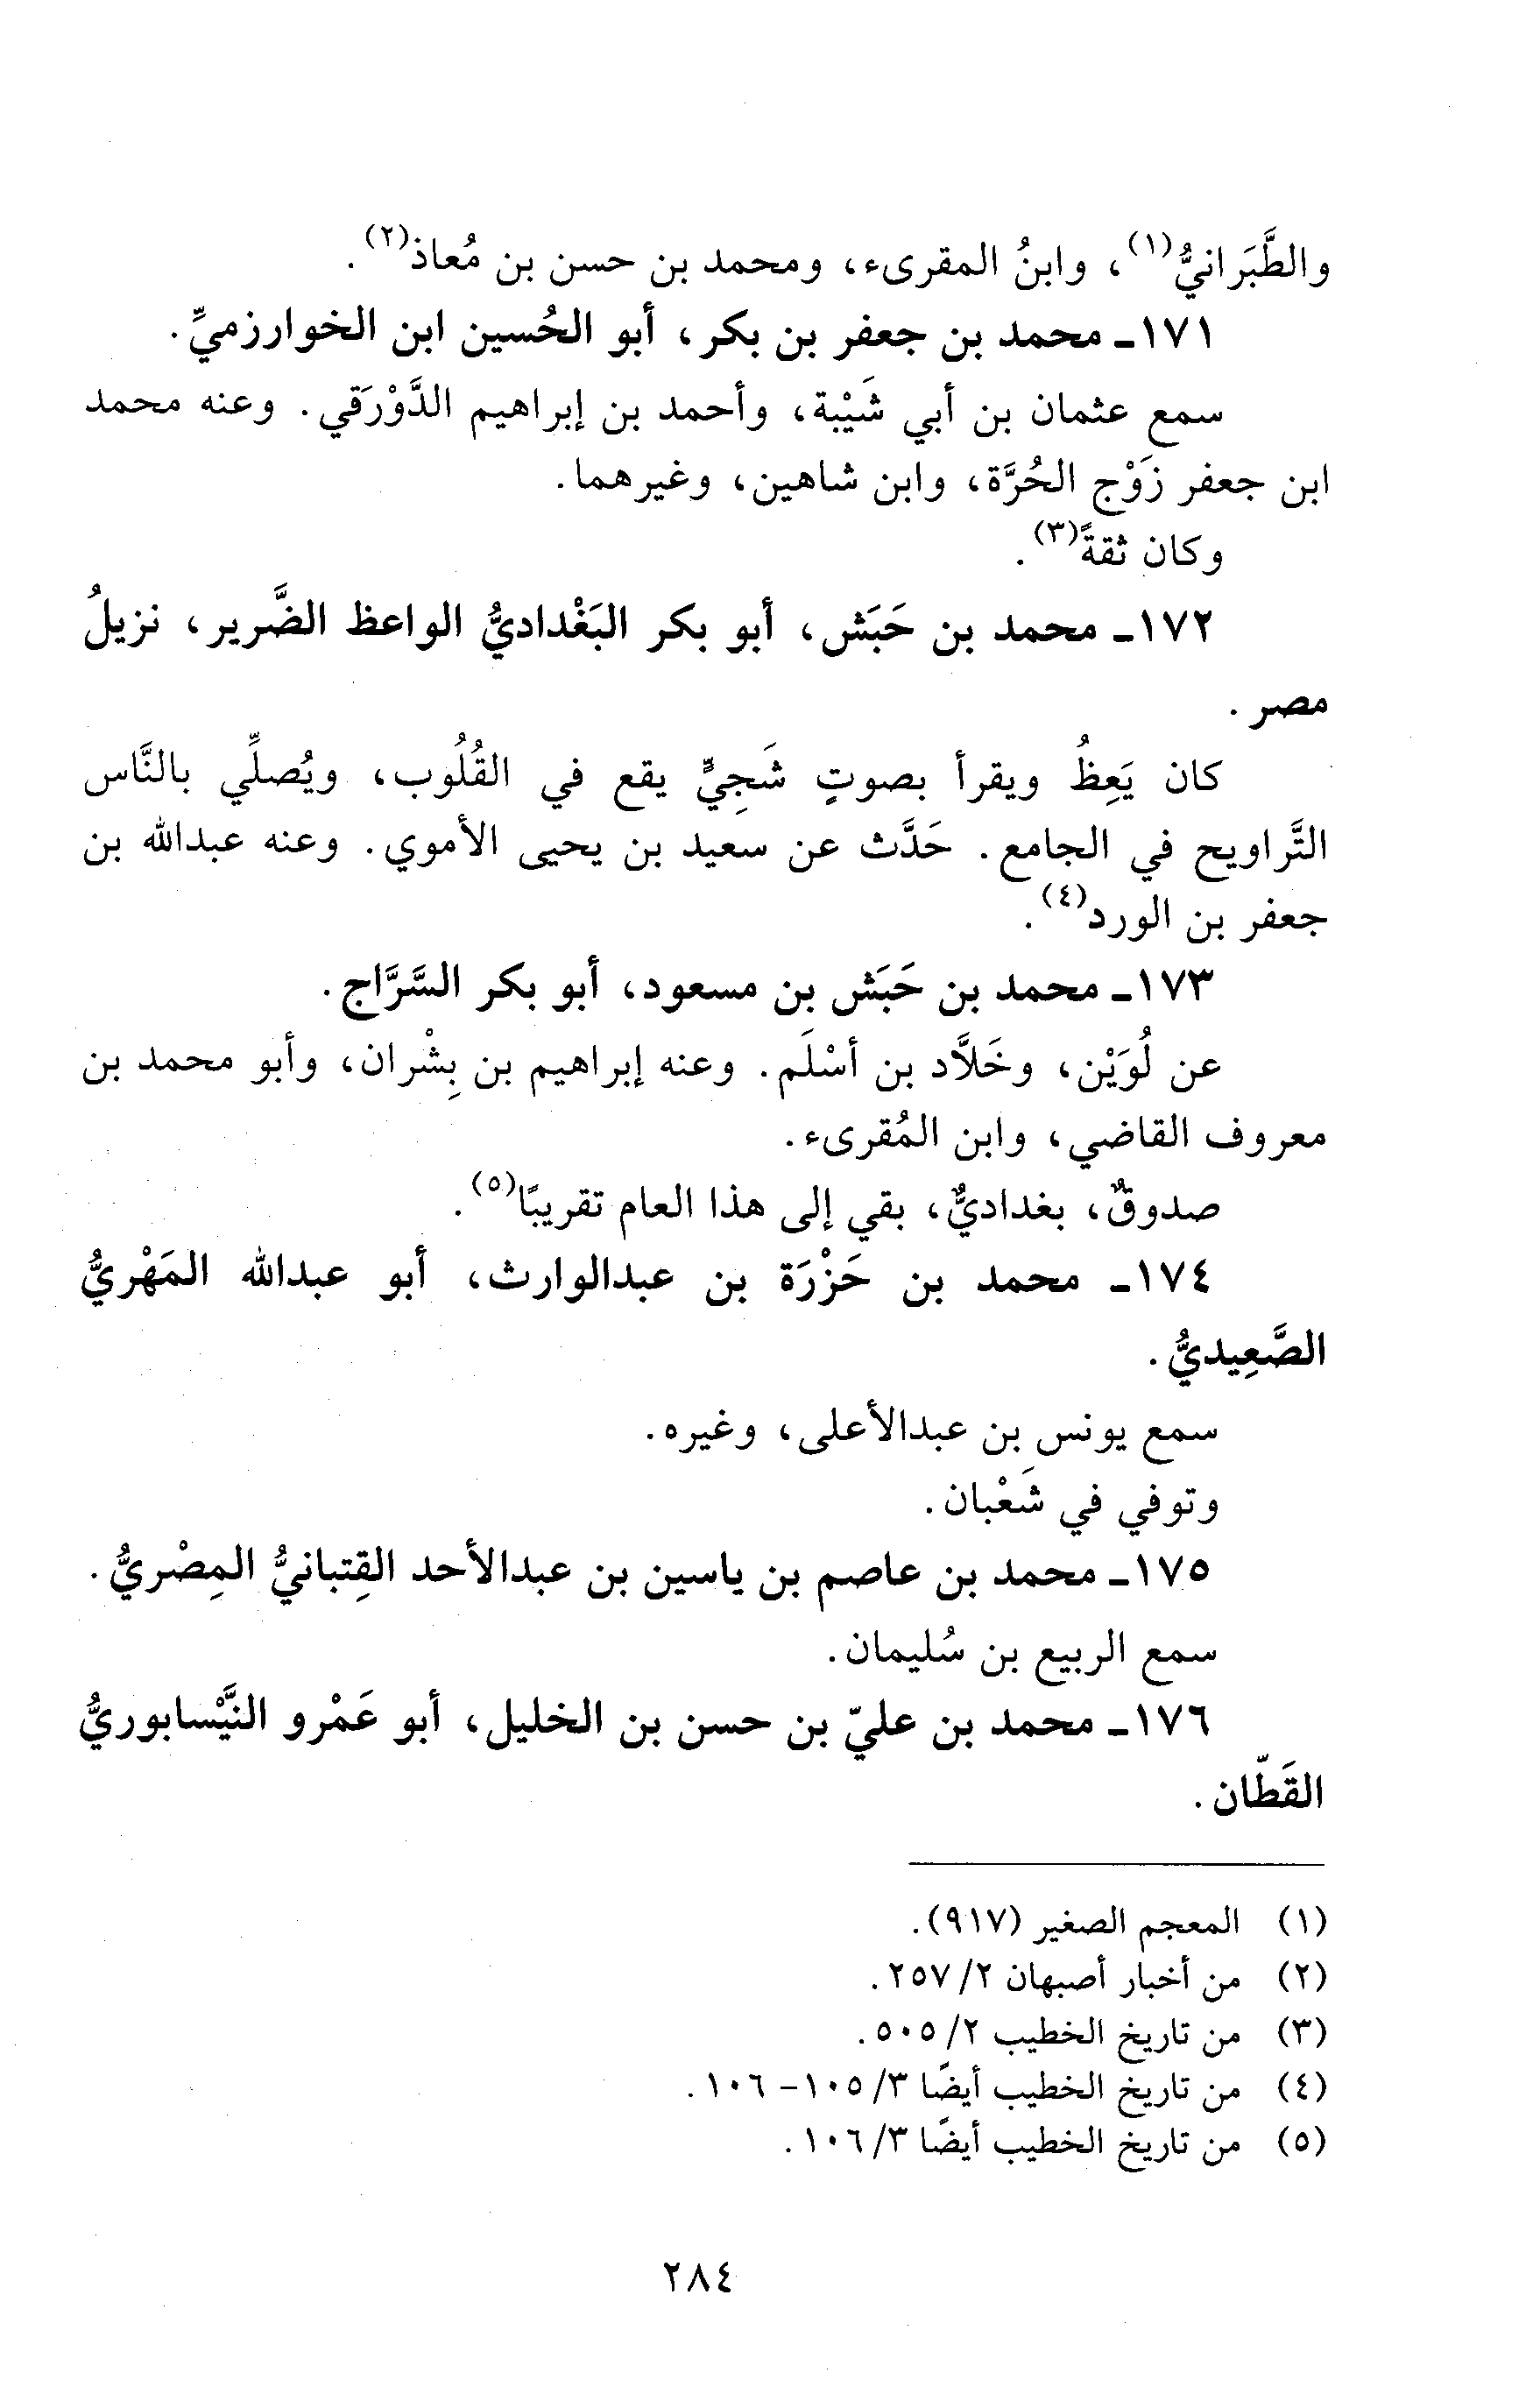 والطَّبَرانيُّ(١)، وابنُ المقرىء، ومحمد بن حسن بن مُعاذ(٢).
١٧١ـ محمد بن جعفر بن بكر، أبو الحُسين ابن الخوارزميِّ.
سمع عثمان بن أبي شَيْبة، وأحمد بن إبراهيم الدَّوْرَقي. وعنه محمد
ابن جعفر زَوْج الحُرَّة، وابن شاهين، وغيرهما.
وكان ثقةً(٣).
١٧٢ـ محمد بن حَبَش، أبو بكر البَغْداديُّ الواعظ الضَّرير، نزيلُ
مصر.
كان يَعِظُ ويقرأ بصوتٍ شَجِيٍّ يقع في القُلُوب، ويُصلِّي بالنَّاس
التَّراويح في الجامع. حَدَّث عن سعيد بن يحيى الأموي. وعنه عبدالله بن
جعفر بن الورد(٤).
١٧٣ـ محمد بن حَبَش بن مسعود، أبو بكر السَّرَّاج.
عن لُوَيْن، وخَلاَّد بن أسْلَم. وعنه إبراهيم بن بِشْران، وأبو محمد بن
معروف القاضي، وابن المُقرىء.
صدوقٌ، بغداديٌّ، بقي إلى هذا العام تقريبًا(٥).
١٧٤ـ محمد بن حَزْرَة بن عبدالوارث، أبو عبدالله المَهْريُّ
الصَّعِيديُّ.
سمع يونس بن عبدالأعلى، وغيره.
وتوفي في شَعْبان.
١٧٥ـ محمد بن عاصم بن ياسين بن عبدالأحد القِتبانيُّ المِصْريُّ.
سمع الربيع بن سُليمان.
١٧٦ـ محمد بن عليّ بن حسن بن الخليل، أبو عَمْرو النَّيْسابوريُّ
القَطّان.
(١) المعجم الصغير (٩١٧).
(٢) من أخبار أصبهان ٢/ ٢٥٧.
(٣) من تاريخ الخطيب ٢/ ٥٠٥.
(٤) من تاريخ الخطيب أيضًا ٣/ ١٠٥- ١٠٦.
(٥) من تاريخ الخطيب أيضًا ٣/ ١٠٦.
٢٨٤